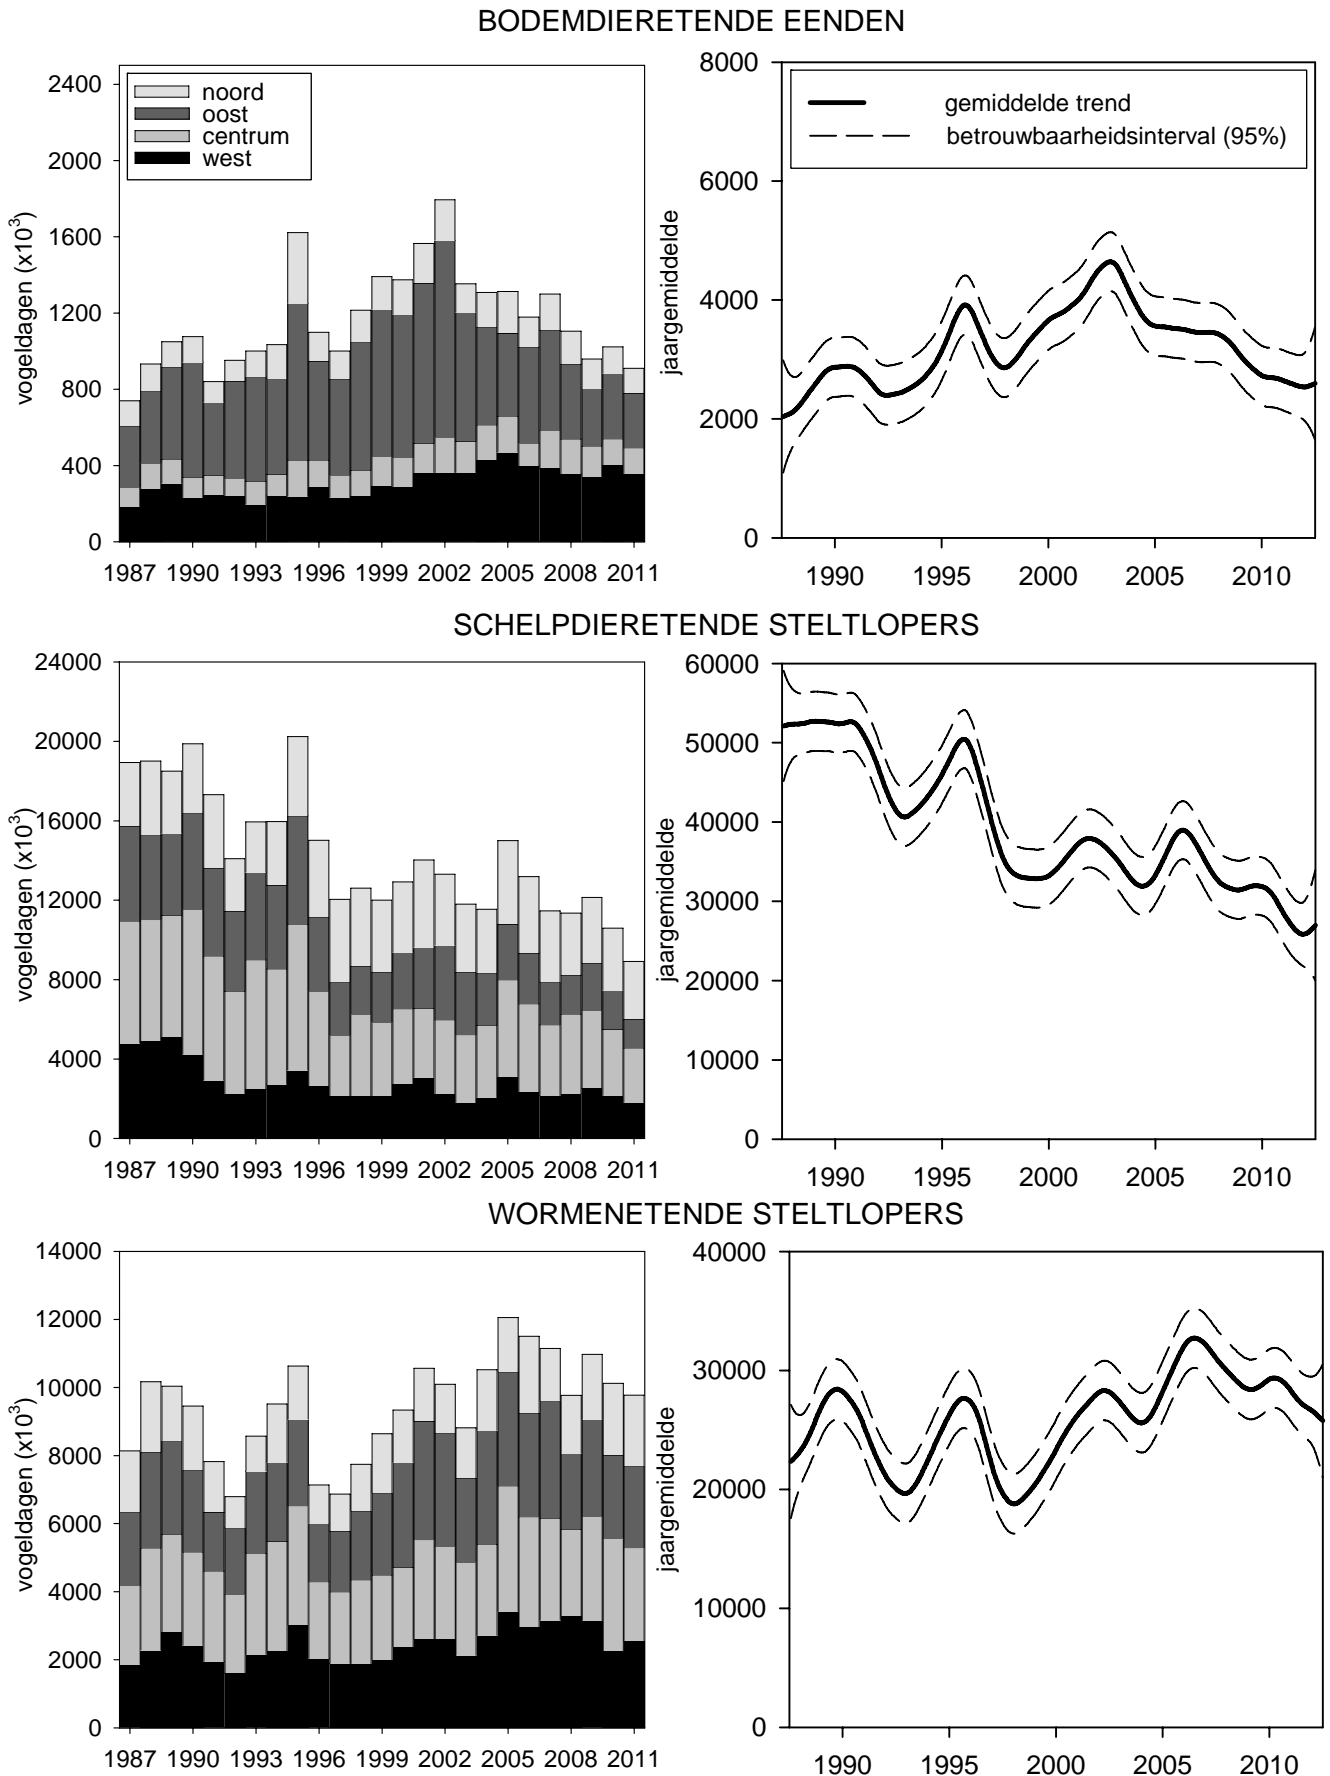 BODEMDIERETENDE EENDEN
2400
2000
1600
1200
800
400
0
vogeldagen (x10³)
noord
oost
centrum
west
1987 1990 1993 1996 1999 2002 2005 2008 2011
8000
6000
4000
2000
0
jaargemiddelde
gemiddelde trend
betrouwbaarheidsinterval (95%)
1990 1995 2000 2005 2010
SCHELPDIERETENDE STELTLOPERS
24000
20000
16000
12000
8000
4000
0
vogeldagen (x10³)
1987 1990 1993 1996 1999 2002 2005 2008 2011
60000
50000
40000
30000
20000
10000
0
jaargemiddelde
1990 1995 2000 2005 2010
WORMENETENDE STELTLOPERS
14000
12000
10000
8000
6000
4000
2000
0
vogeldagen (x10³)
1987 1990 1993 1996 1999 2002 2005 2008 2011
40000
30000
20000
10000
0
jaargemiddelde
1990 1995 2000 2005 2010